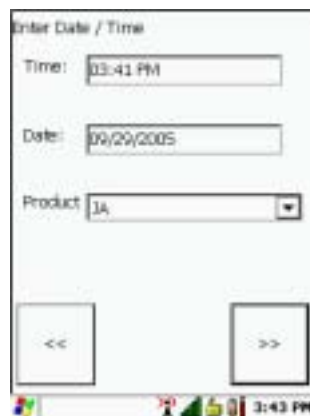 Enter Date / Time
Time: 03:41 PM
Date: 09/29/2005
Product JA
<< >>
3:43 PM